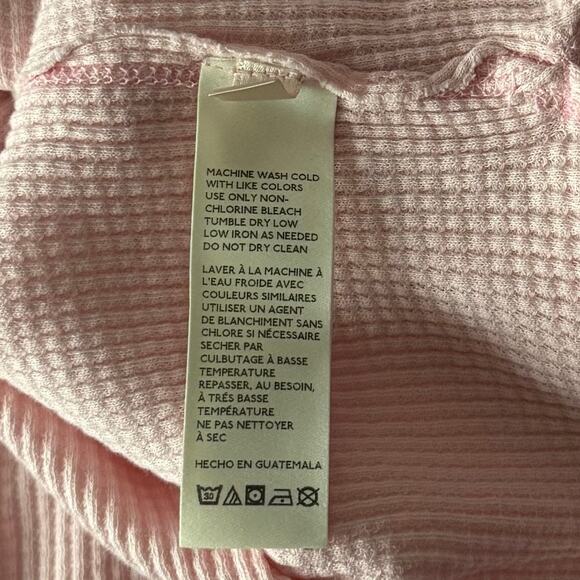 MACHINE WASH COLD
WITH LIKE COLORS
USE ONLY NON-
CHLORINE BLEACH
TUMBLE DRY LOW
LOW IRON AS NEEDED
DO NOT DRY CLEAN
LAVER À LA MACHINE À
L'EAU FROIDE AVEC
COULEURS SIMILAIRES
UTILISER UN AGENT
DE BLANCHIMENT SANS
CHLORE SI NÉCESSAIRE
SECHER PAR
CULBUTAGE À BASSE
TEMPERATURE
REPASSER, AU BESOIN,
À TRÉS BASSE
TEMPÉRATURE
NE PAS NETTOYER
À SEC
HECHO EN GUATEMALA
30